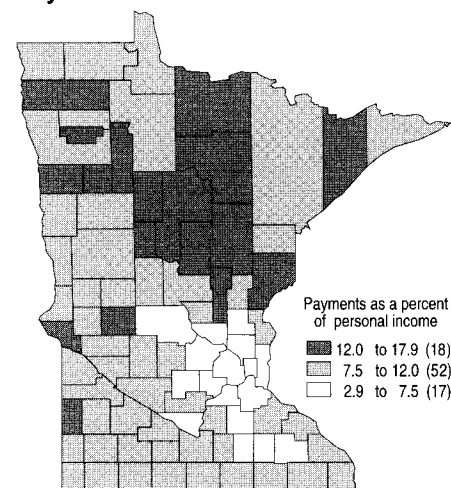 Payments as a percent
of personal income
12.0 to 17.9 (18)
7.5 to 12.0 (52)
2.9 to 7.5 (17)